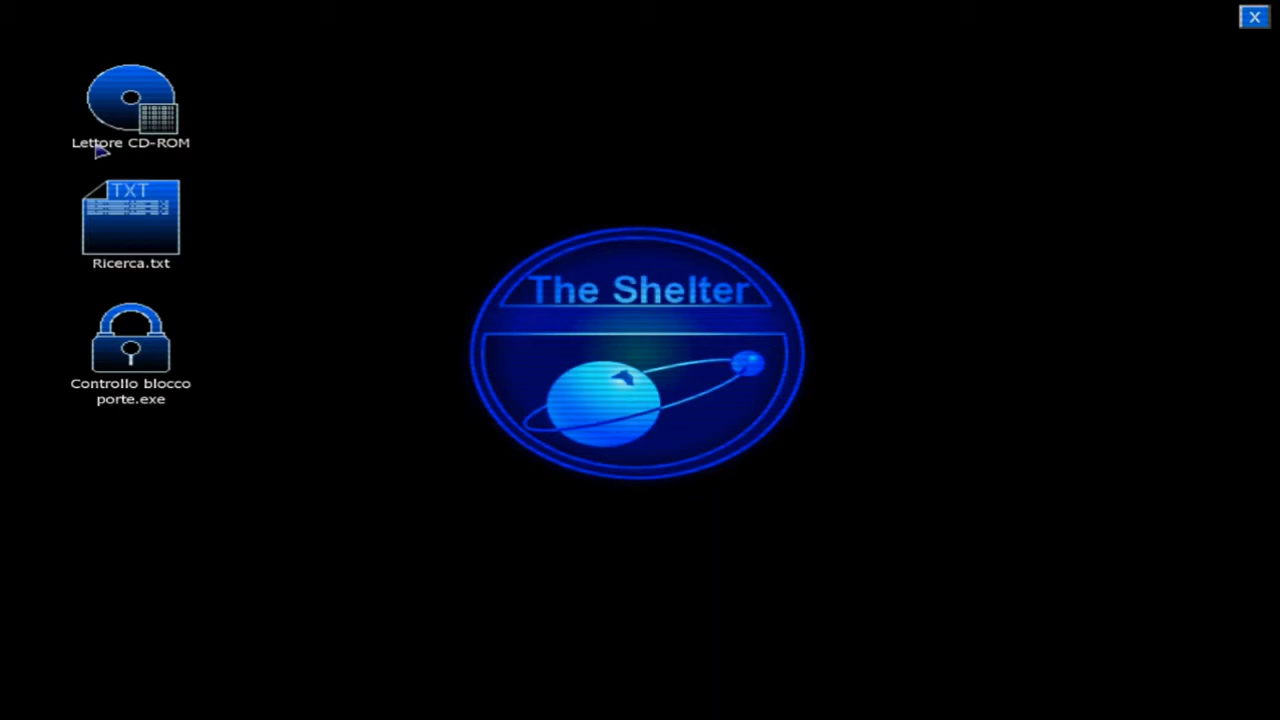 X
Lettore CD-ROM
TXT
Ricerca.txt
The Shelter
Controllo blocco
porte.exe